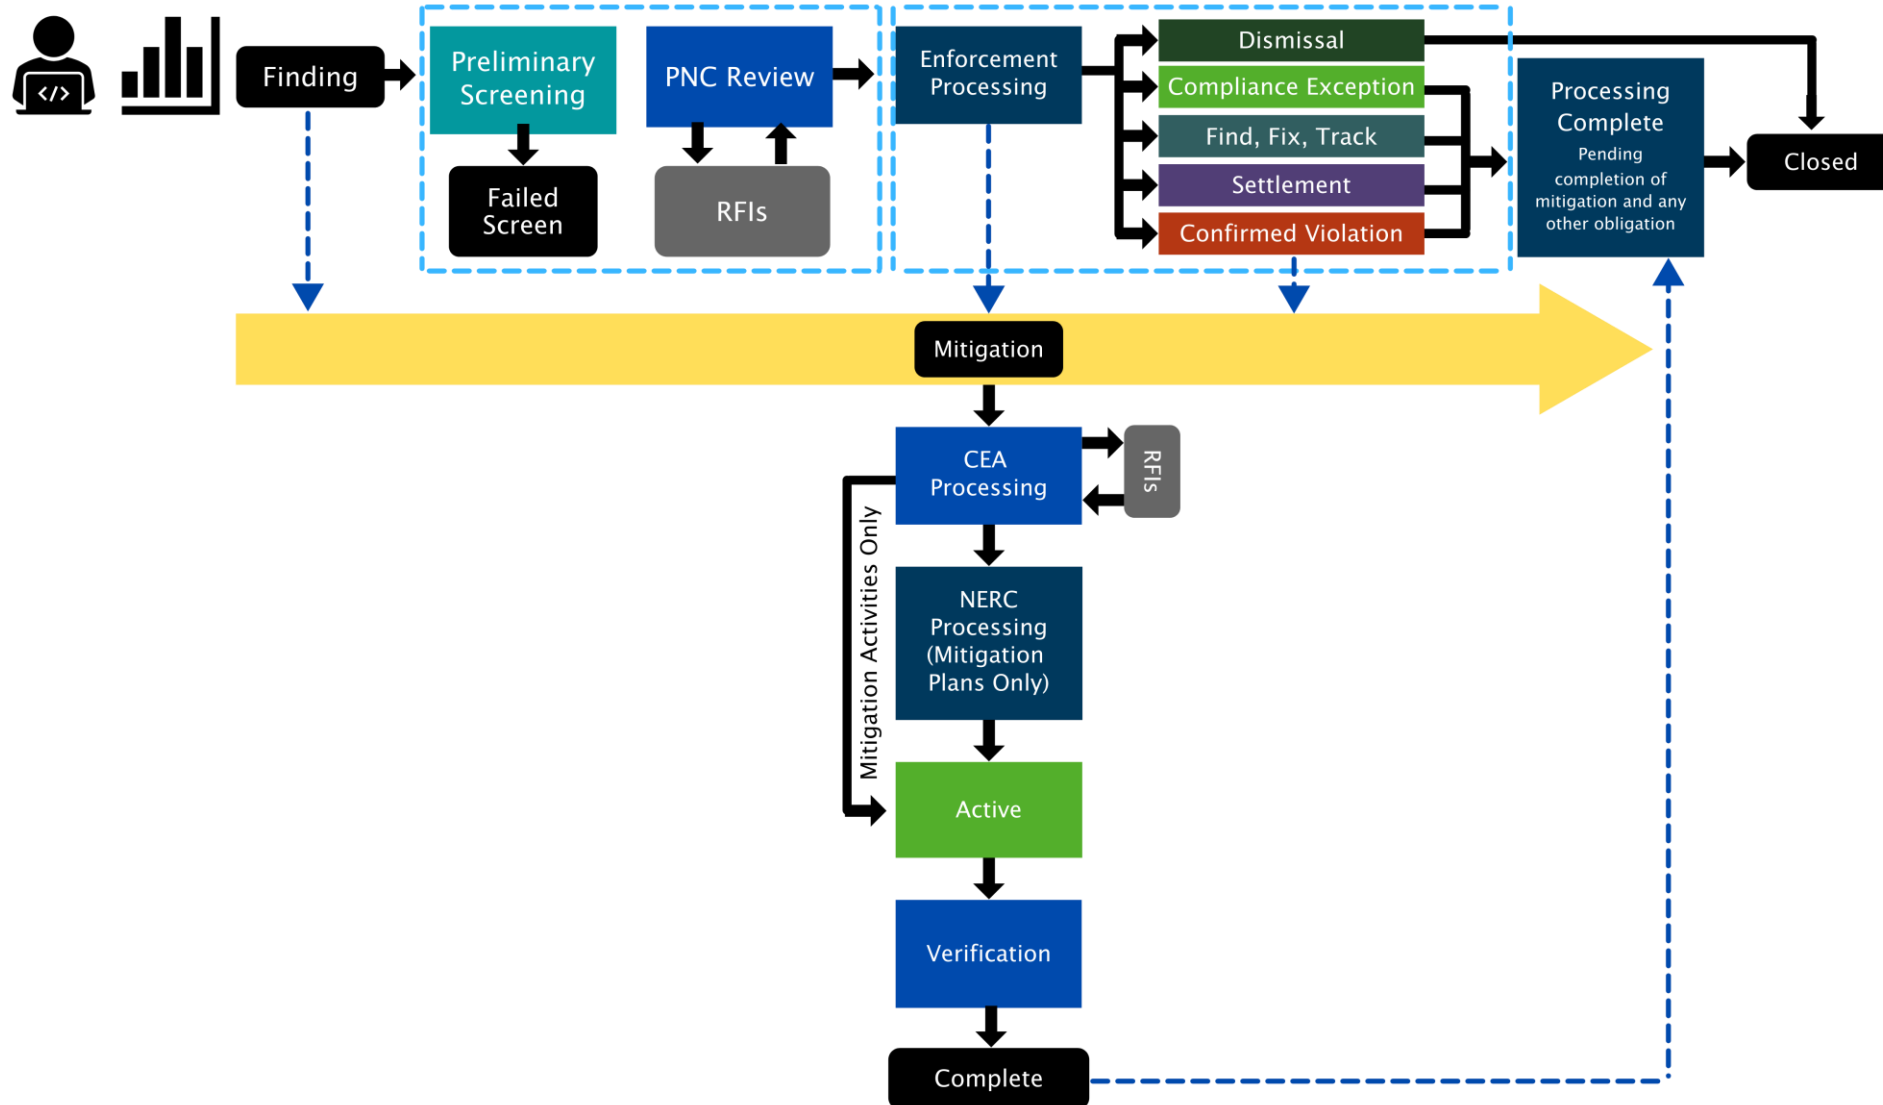 </>
Finding
Preliminary
Screening
Failed
Screen
PNC Review
RFIs
Enforcement
Processing
Dismissal
Compliance Exception
Find, Fix, Track
Settlement
Confirmed Violation
Processing
Complete
Pending
completion of
mitigation and any
other obligation
Closed
Mitigation
CEA
Processing
RFIs
Mitigation Activities Only
NERC
Processing
(Mitigation
Plans Only)
Active
Verification
Complete